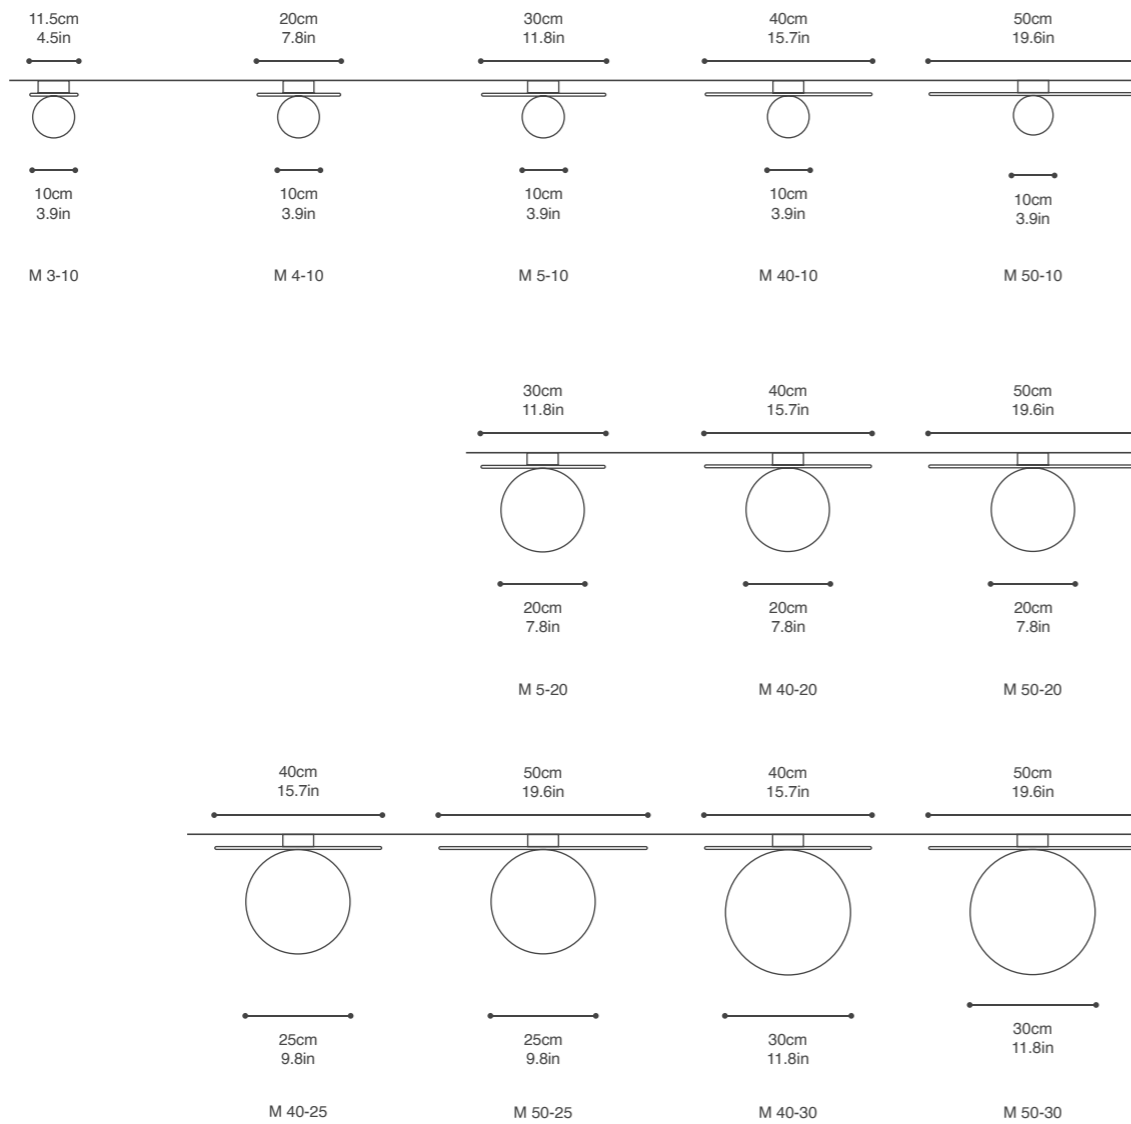 11.5cm
4.5in
20cm
7.8in
30cm
11.8in
40cm
15.7in
50cm
19.6in
10cm
3.9in
10cm
3.9in
10cm
3.9in
10cm
3.9in
10cm
3.9in
M 3-10
M 4-10
M 5-10
M 40-10
M 50-10
30cm
11.8in
40cm
15.7in
50cm
19.6in
20cm
7.8in
20cm
7.8in
20cm
7.8in
M 5-20
M 40-20
M 50-20
40cm
15.7in
50cm
19.6in
40cm
15.7in
50cm
19.6in
25cm
9.8in
25cm
9.8in
30cm
11.8in
30cm
11.8in
M 40-25
M 50-25
M 40-30
M 50-30